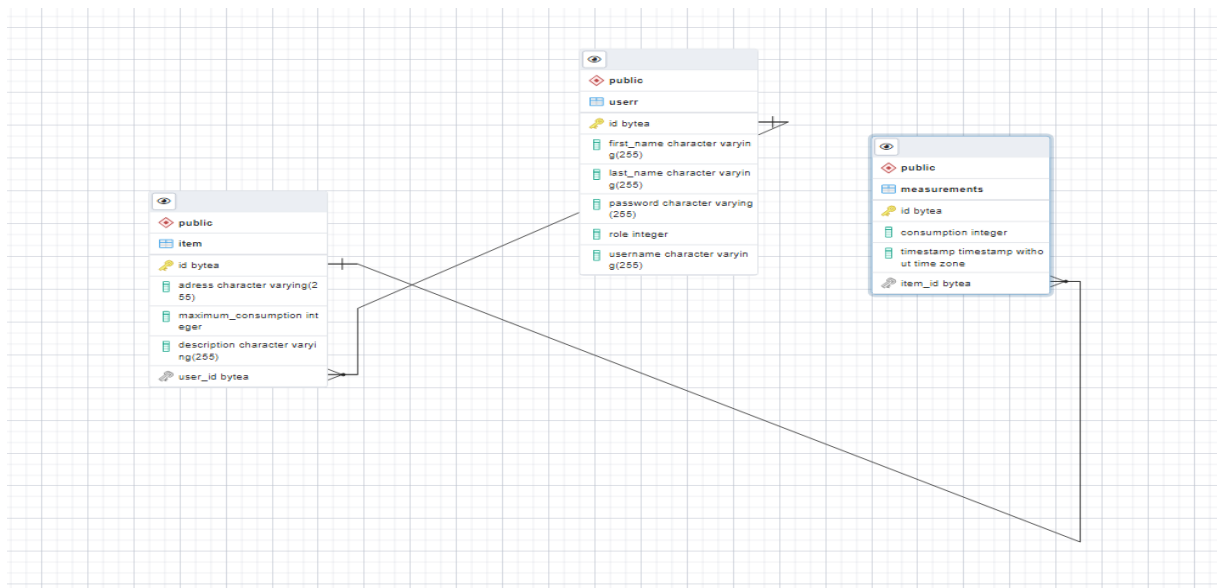 public
item
id bytea
adress character varying(2
55)
maximum_consumption int
eger
description character varyi
ng(255)
user_id bytea
public
userr
id bytea
first_name character varyin
g(255)
last_name character varyin
g(255)
password character varying
(255)
role integer
username character varyin
g(255)
public
measurements
id bytea
consumption integer
timestamp timestamp witho
ut time zone
item_id bytea